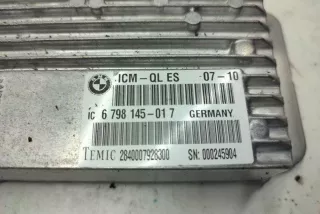 ICM-QL ES 07-10
IC 6 798 145-01 7 GERMANY
TEMIC 2840007928300 SN: 000245904